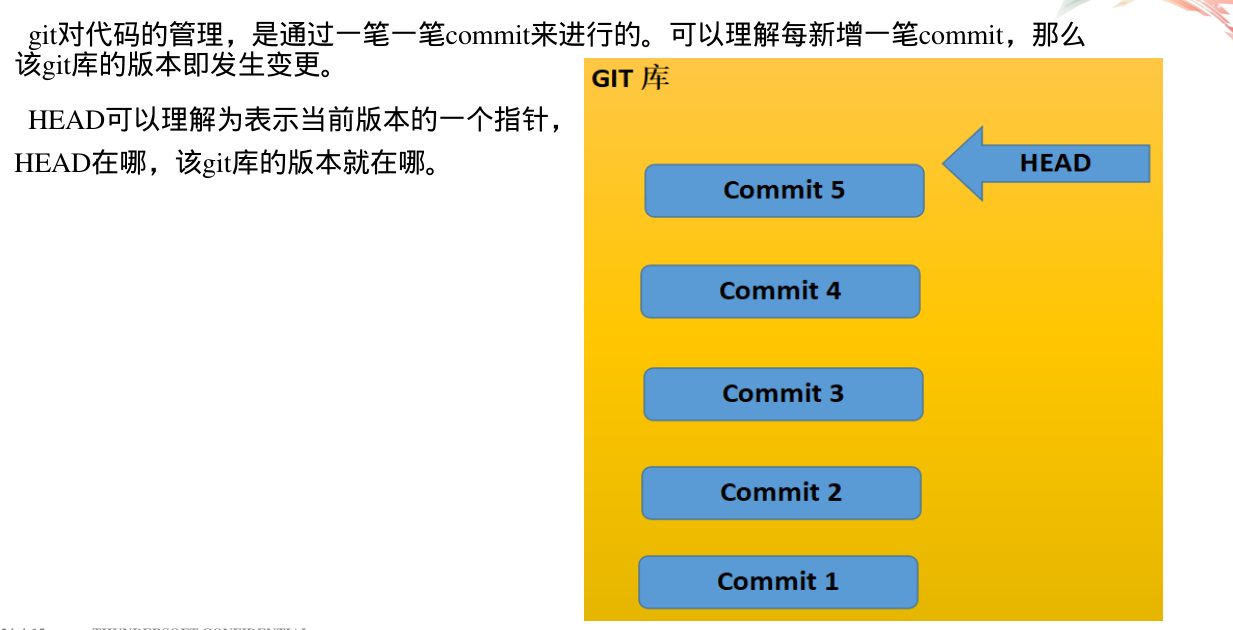 git对代码的管理，是通过一笔一笔commit来进行的。可以理解每新增一笔commit，那么
该git库的版本即发生变更。
HEAD可以理解为表示当前版本的一个指针，
HEAD在哪，该git库的版本就在哪。
GIT 库
HEAD
Commit 5
Commit 4
Commit 3
Commit 2
Commit 1